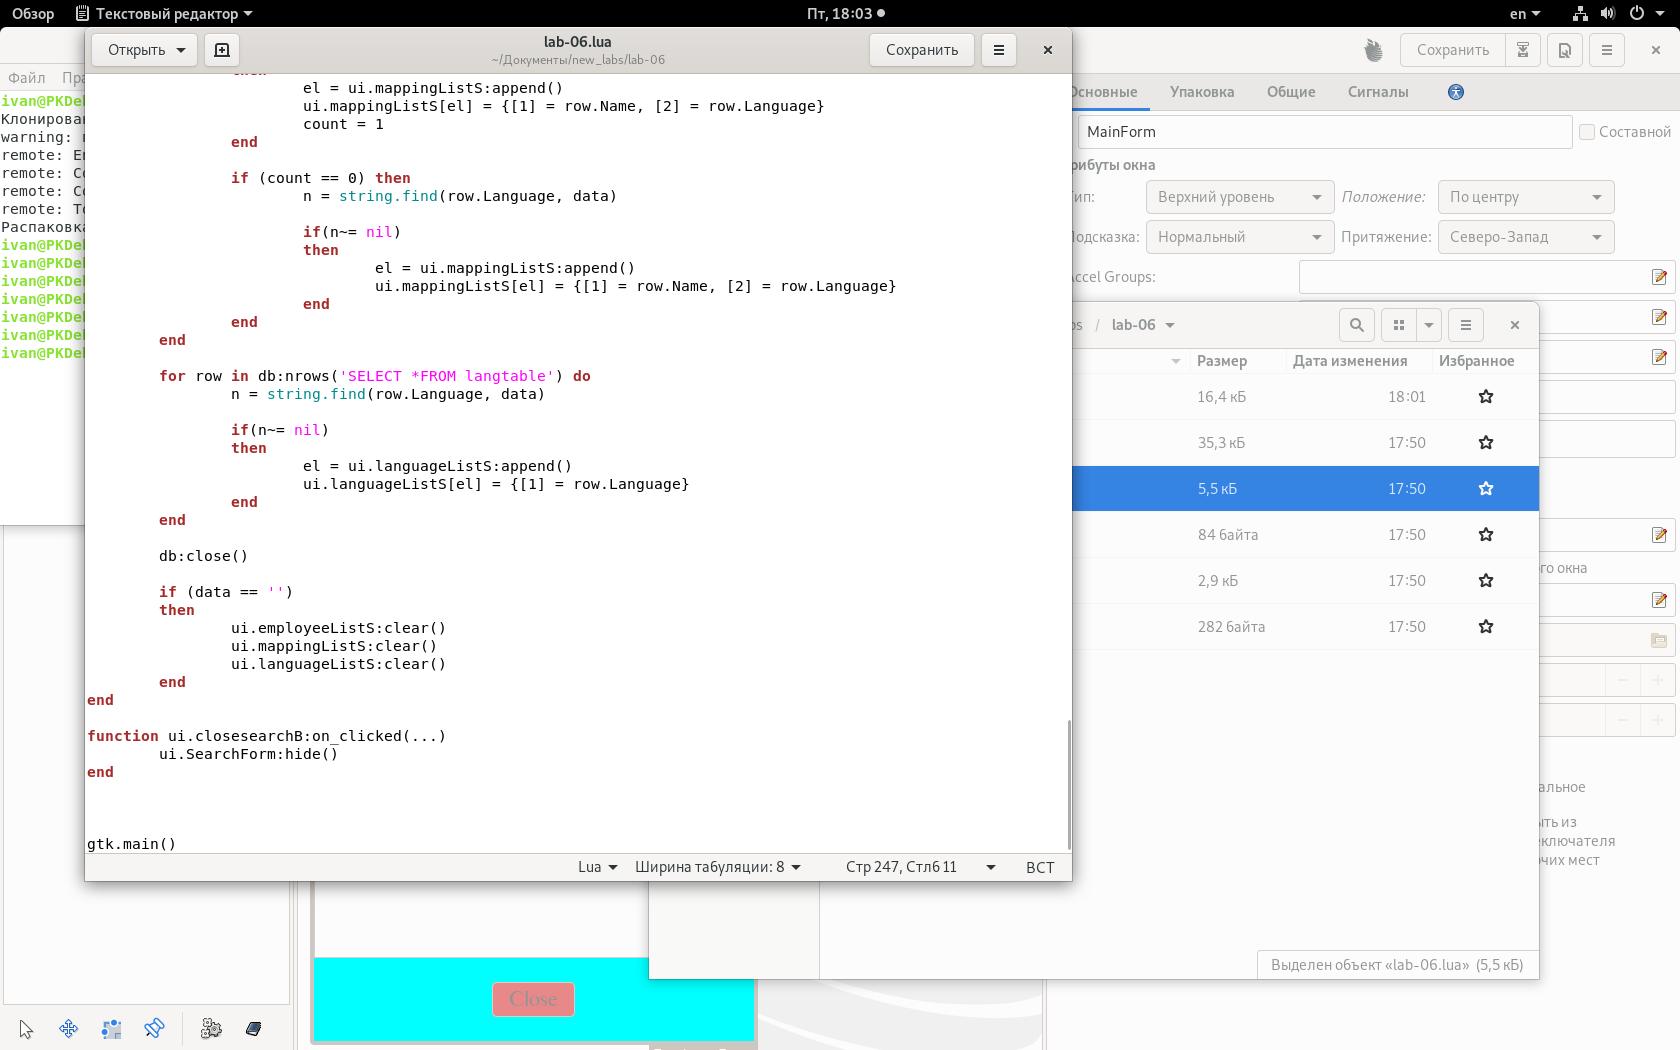 Обзор
Текстовый редактор
Пт, 18:03
en
Открыть
lab-06.lua
~/Документы/new_labs/lab-06
Сохранить
Сохранить
Файл
ivan@PKDe
warning:
remote:
remote:
remote:
remote:
ivan@PKDe
ivan@PKDe
ivan@PKDe
ivan@PKDe
ivan@PKDe
ivan@PKDe
ivan@PKDe
el = ui.mappingListS:append()
ui.mappingListS[el] = {[1] = row.Name, [2] = row.Language}
count = 1
end
if (count == 0) then
n = string.find(row.Language, data)
if(n~= nil)
then
el = ui.mappingListS:append()
ui.mappingListS[el] = {[1] = row.Name, [2] = row.Language}
end
end
end
for row in db:nrows('SELECT *FROM langtable') do
n = string.find(row.Language, data)
if(n~= nil)
then
el = ui.languageListS:append()
ui.languageListS[el] = {[1] = row.Language}
end
end
db:close()
if (data == '')
then
ui.employeeListS:clear()
ui.mappingListS:clear()
ui.languageListS:clear()
end
end
function ui.closesearchB:on_clicked(...)
ui.SearchForm:hide()
end
gtk.main()
Lua
Ширина табуляции: 8
Стр 247, Стлб 11
ВСТ
Основные
Упаковка
Общие
Сигналы
MainForm
Составной
рибуты окна
Верхний уровень
Положение:
По центру
Подсказка:
Нормальный
Притяжение:
Северо-Запад
Accel Groups:
/ lab-06
Размер
Дата изменения
Избранное
16,4 кБ 18:01
35,3 кБ 17:50
5,5 кБ 17:50
84 байта 17:50
2,9 кБ 17:50
282 байта 17:50
го окна
альное
ыть из
еключателя
очих мест
Выделен объект «lab-06.lua» (5,5 кБ)
Close